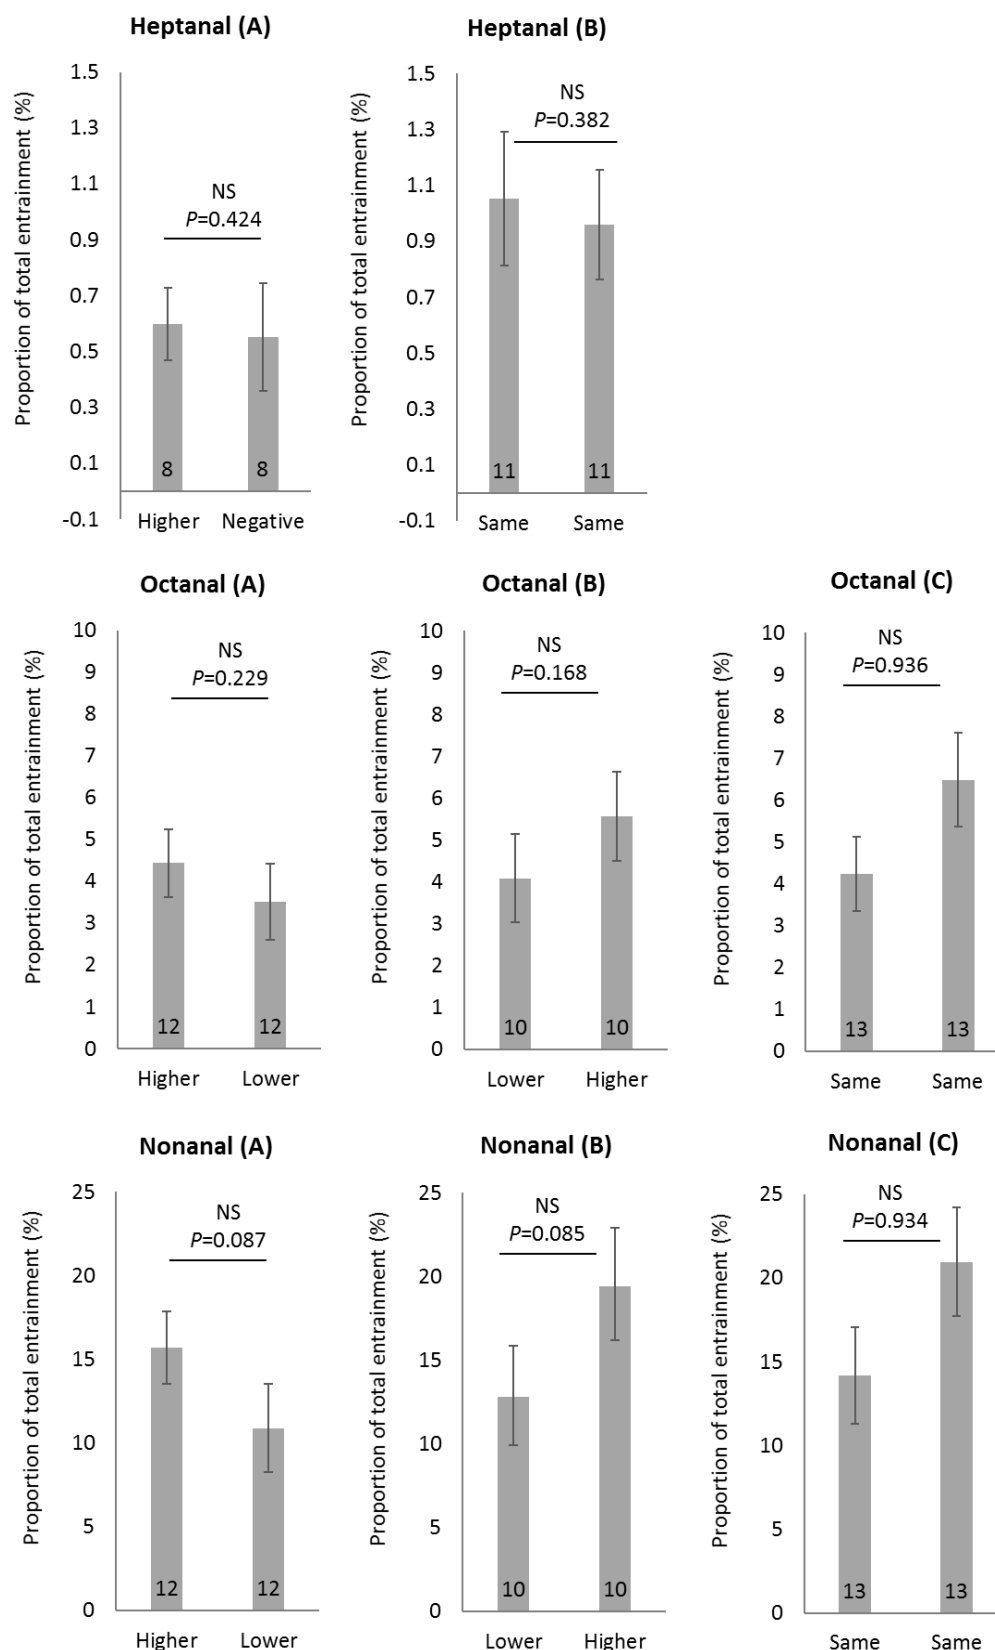 Heptanal (A)
Proportion of total entrainment (%)
1.5
1.3
1.1
0.9
0.7
0.5
0.3
0.1
-0.1
NS
P=0.424
8
8
Higher Negative
Heptanal (B)
Proportion of total entrainment (%)
1.5
1.3
1.1
0.9
0.7
0.5
0.3
0.1
-0.1
NS
P=0.382
11
11
Same Same
Octanal (A)
Proportion of total entrainment (%)
10
9
8
7
6
5
4
3
2
1
0
NS
P=0.229
12
12
Higher Lower
Octanal (B)
Proportion of total entrainment (%)
10
9
8
7
6
5
4
3
2
1
0
NS
P=0.168
10
10
Lower Higher
Octanal (C)
Proportion of total entrainment (%)
10
9
8
7
6
5
4
3
2
1
0
NS
P=0.936
13
13
Same Same
Nonanal (A)
Proportion of total entrainment (%)
25
20
15
10
5
0
NS
P=0.087
12
12
Higher Lower
Nonanal (B)
Proportion of total entrainment (%)
25
20
15
10
5
0
NS
P=0.085
10
10
Lower Higher
Nonanal (C)
Proportion of total entrainment (%)
25
20
15
10
5
0
NS
P=0.934
13
13
Same Same